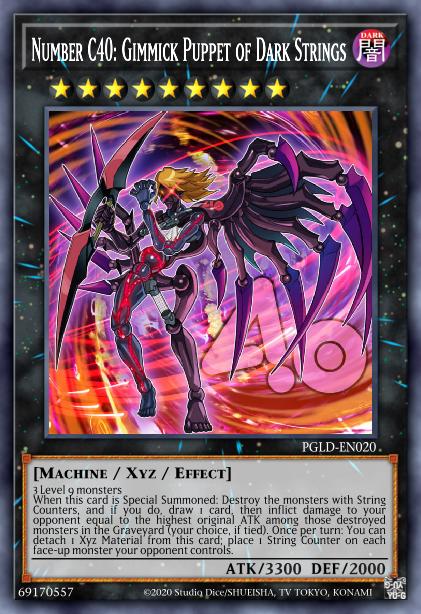 Number C40: Gimmick Puppet of Dark Strings
DARK
闇
40
PGLD-EN020
[Machine / Xyz / Effect]
3 Level 9 monsters
When this card is Special Summoned: Destroy the monsters with String
Counters, and if you do, draw 1 card, then inflict damage to your
opponent equal to the highest original ATK among those destroyed
monsters in the Graveyard (your choice, if tied). Once per turn: You can
detach 1 Xyz Material from this card; place 1 String Counter on each
face-up monster your opponent controls.
ATK/3300 DEF/2000
69170557
©2020 Studio Dice/SHUEISHA, TV TOKYO, KONAMI